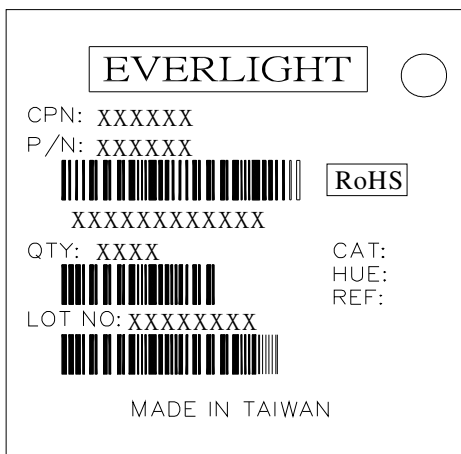 EVERLIGHT
CPN: XXXXXX
P/N: XXXXXX
RoHS
XXXXXXXXXXXX
QTY: XXXX
CAT:
HUE:
REF:
LOT NO: XXXXXXXX
MADE IN TAIWAN